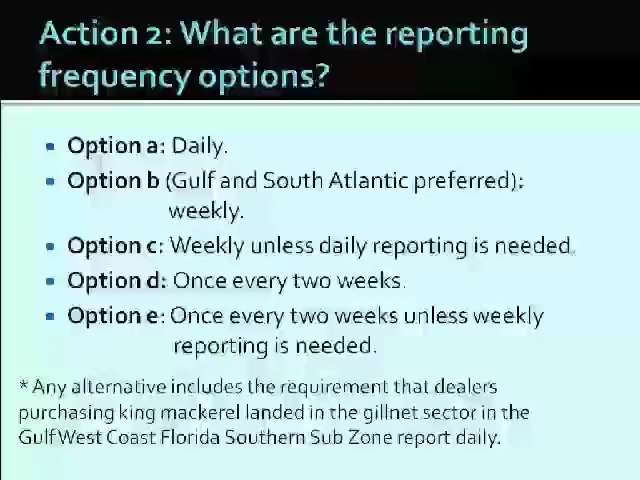 Action 2: What are the reporting
frequency options?
Option a: Daily.
Option b (Gulf and South Atlantic preferred):
weekly.
Option c: Weekly unless daily reporting is needed.
Option d: Once every two weeks.
Option e: Once every two weeks unless weekly
reporting is needed.
* Any alternative includes the requirement that dealers
purchasing king mackerel landed in the gillnet sector in the
Gulf West Coast Florida Southern Sub Zone report daily.